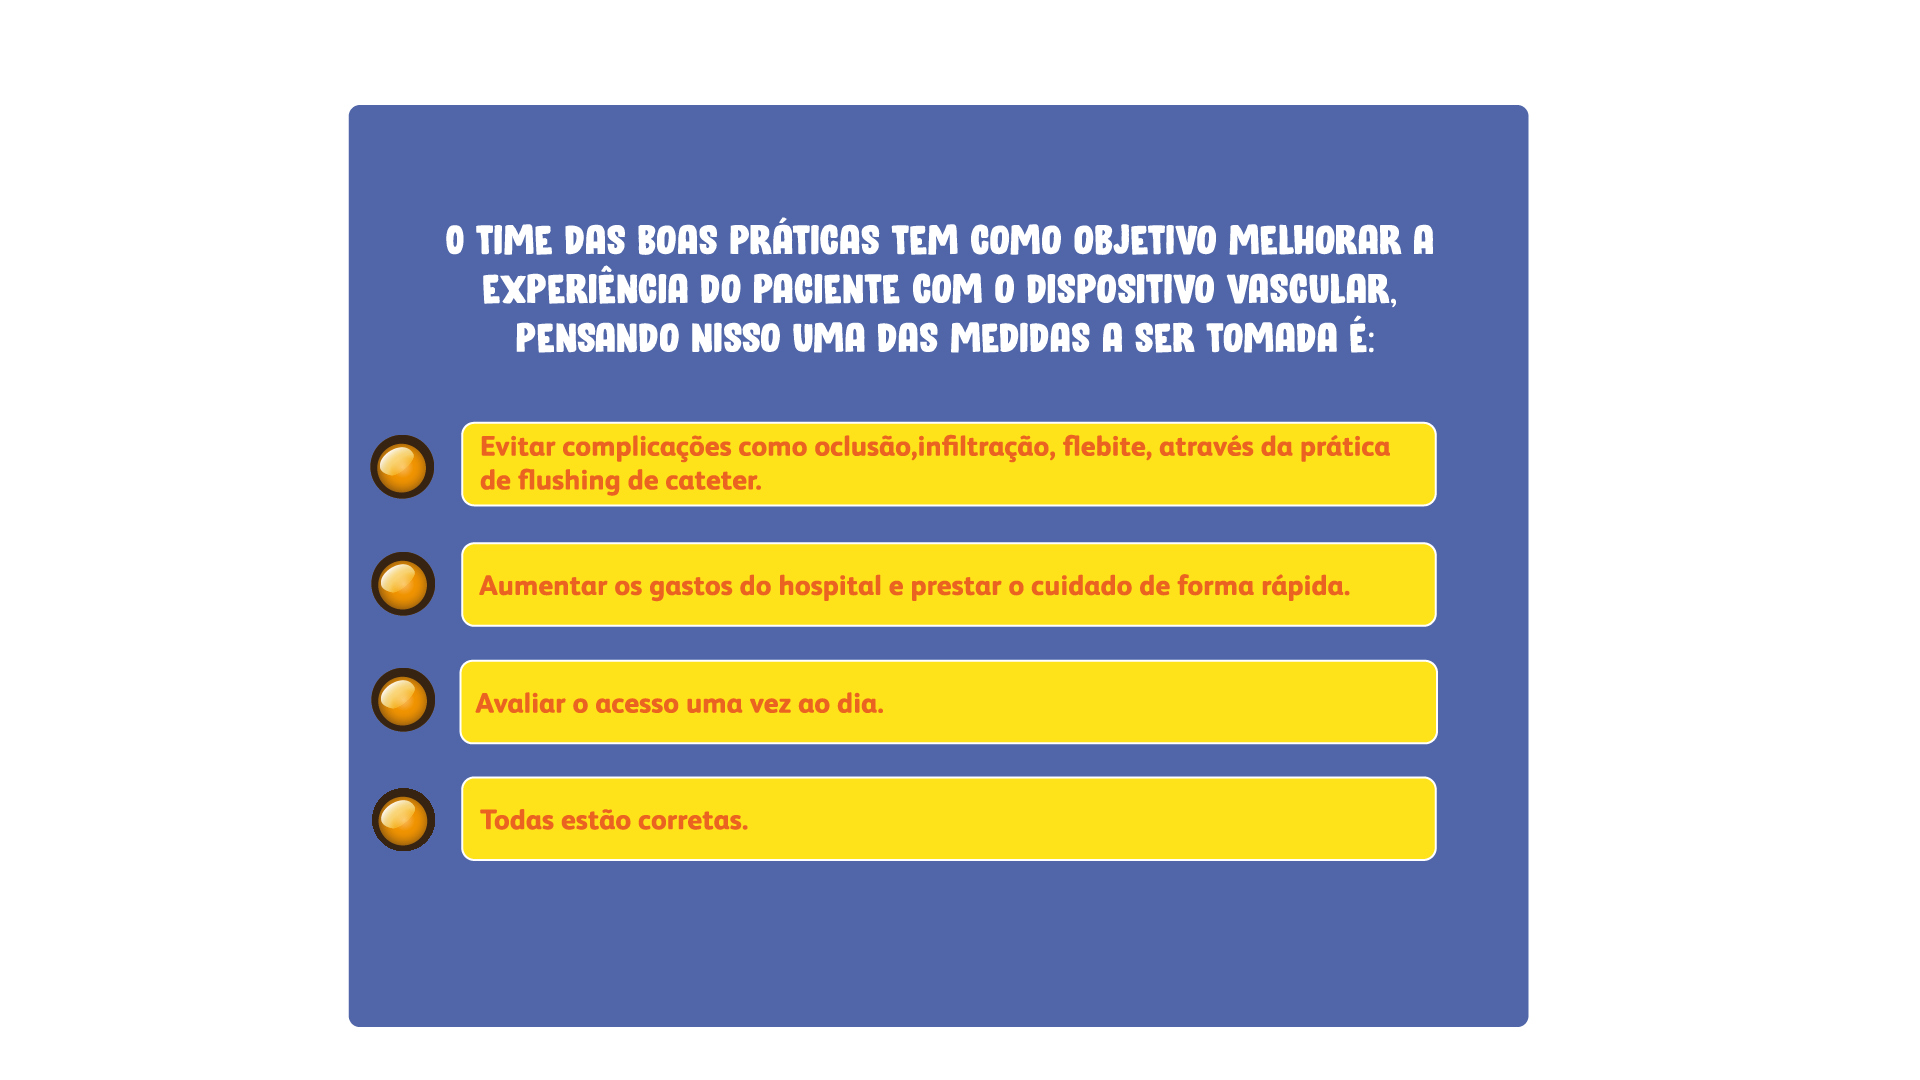 O TIME DAS BOAS PRÁTICAS TEM COMO OBJETIVO MELHORAR A
EXPERIÊNCIA DO PACIENTE COM O DISPOSITIVO VASCULAR,
PENSANDO NISSO UMA DAS MEDIDAS A SER TOMADA É:
Evitar complicações como oclusão,infiltração, flebite, através da prática
de flushing de cateter.
Aumentar os gastos do hospital e prestar o cuidado de forma rápida.
Avaliar o acesso uma vez ao dia.
Todas estão corretas.